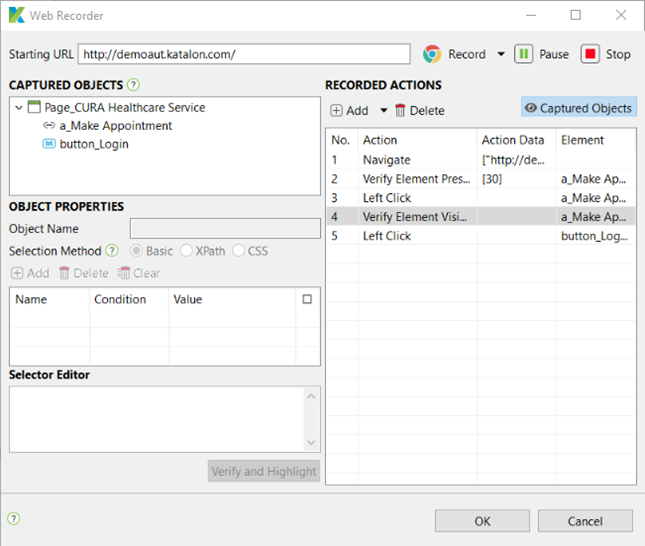 Web Recorder
Starting URL http://demoaut.katalon.com/ Record Pause Stop
CAPTURED OBJECTS ?
Page_CURA Healthcare Service
a_Make Appointment
button_Login
OBJECT PROPERTIES
Object Name
Selection Method ? Basic XPath CSS
Add Delete Clear
Name Condition Value
Selector Editor
Verify and Highlight
RECORDED ACTIONS
Add Delete Captured Objects
No. Action Action Data Element
1 Navigate ["http://de...
2 Verify Element Pres... [30] a_Make Ap...
3 Left Click a_Make Ap...
4 Verify Element Visi... a_Make Ap...
5 Left Click button_Log...
? OK Cancel